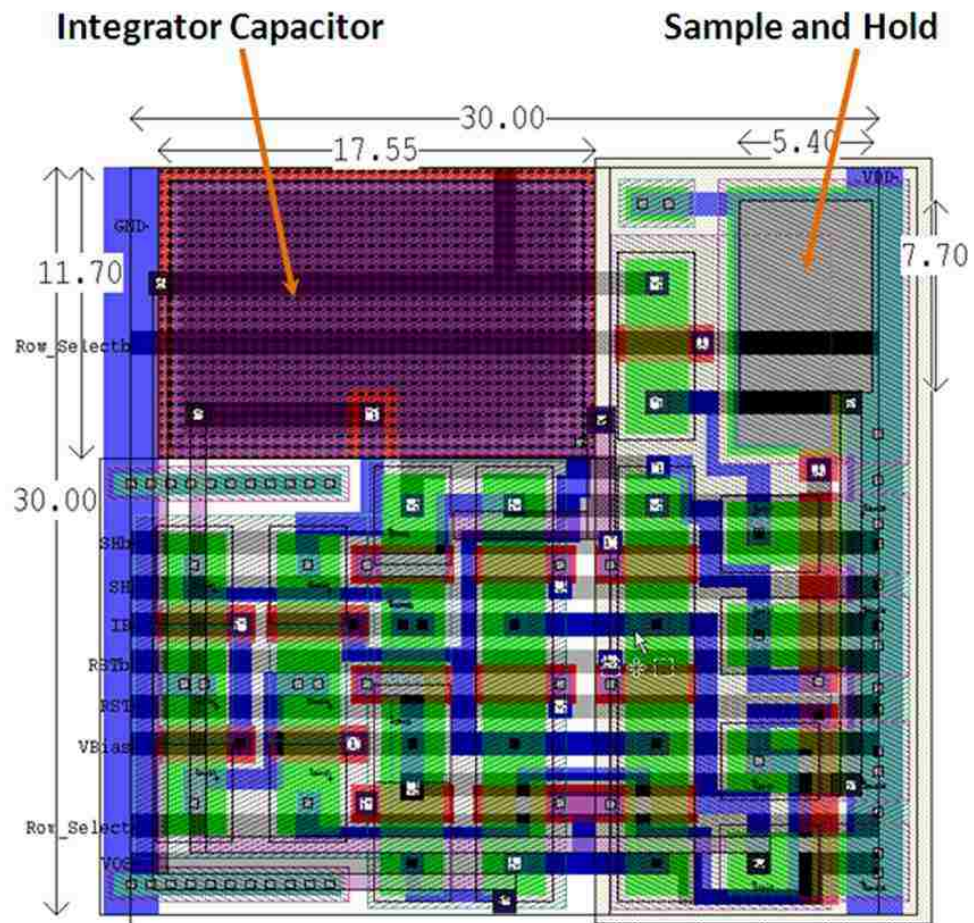 Integrator Capacitor
Sample and Hold
30.00
17.55
5.40
VDD
GND
11.70
7.70
Row_Selectb
30.00
SHb
SH
IS
RSTb
RST
VBias
Row_Select
VOS